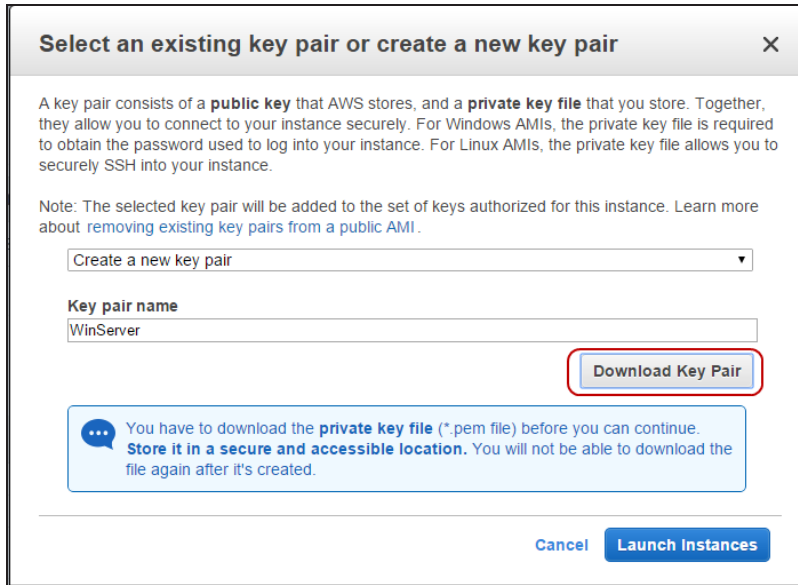 Select an existing key pair or create a new key pair
A key pair consists of a public key that AWS stores, and a private key file that you store. Together,
they allow you to connect to your instance securely. For Windows AMIs, the private key file is required
to obtain the password used to log into your instance. For Linux AMIs, the private key file allows you to
securely SSH into your instance.
Note: The selected key pair will be added to the set of keys authorized for this instance. Learn more
about removing existing key pairs from a public AMI.
Create a new key pair
Key pair name
WinServer
Download Key Pair
You have to download the private key file (*.pem file) before you can continue.
Store it in a secure and accessible location. You will not be able to download the
file again after it's created.
Cancel
Launch Instances